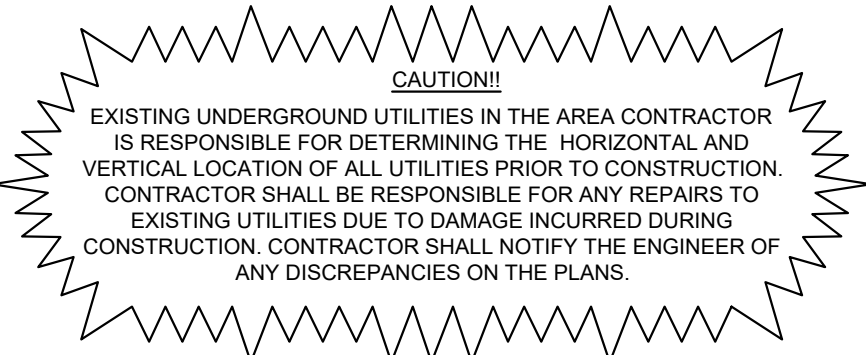 CAUTION!!
EXISTING UNDERGROUND UTILITIES IN THE AREA CONTRACTOR
IS RESPONSIBLE FOR DETERMINING THE  HORIZONTAL AND
VERTICAL LOCATION OF ALL UTILITIES PRIOR TO CONSTRUCTION.
CONTRACTOR SHALL BE RESPONSIBLE FOR ANY REPAIRS TO
EXISTING UTILITIES DUE TO DAMAGE INCURRED DURING
CONSTRUCTION. CONTRACTOR SHALL NOTIFY THE ENGINEER OF
ANY DISCREPANCIES ON THE PLANS.